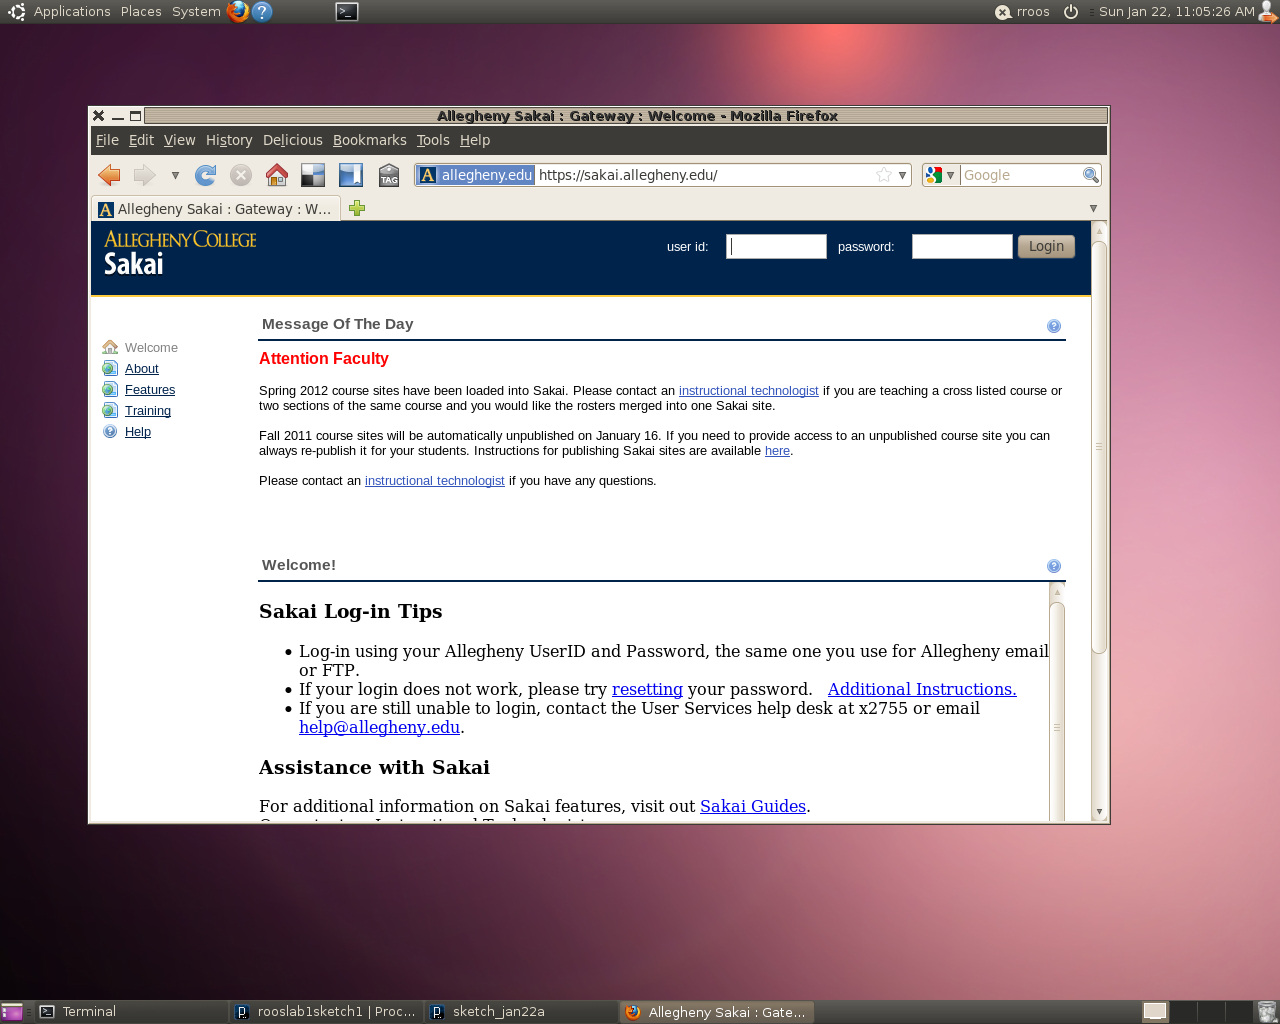 Applications Places System rroos Sun Jan 22, 11:05:26 AM
Allegheny Sakai : Gateway : Welcome - Mozilla Firefox
File Edit View History Delicious Bookmarks Tools Help
TAG A allegheny.edu https://sakai.allegheny.edu/ Google
A Allegheny Sakai : Gateway : W...
ALLEGHENY COLLEGE
Sakai
user id: password: Login
Message Of The Day
Welcome
About
Features
Training
Help
Attention Faculty
Spring 2012 course sites have been loaded into Sakai. Please contact an instructional technologist if you are teaching a cross listed course or
two sections of the same course and you would like the rosters merged into one Sakai site.
Fall 2011 course sites will be automatically unpublished on January 16. If you need to provide access to an unpublished course site you can
always re-publish it for your students. Instructions for publishing Sakai sites are available here.
Please contact an instructional technologist if you have any questions.
Welcome!
Sakai Log-in Tips
• Log-in using your Allegheny UserID and Password, the same one you use for Allegheny email
or FTP.
• If your login does not work, please try resetting your password. Additional Instructions.
• If you are still unable to login, contact the User Services help desk at x2755 or email
help@allegheny.edu.
Assistance with Sakai
For additional information on Sakai features, visit out Sakai Guides.
Terminal rooslab1sketch1 | Proc... sketch_jan22a Allegheny Sakai : Gate...